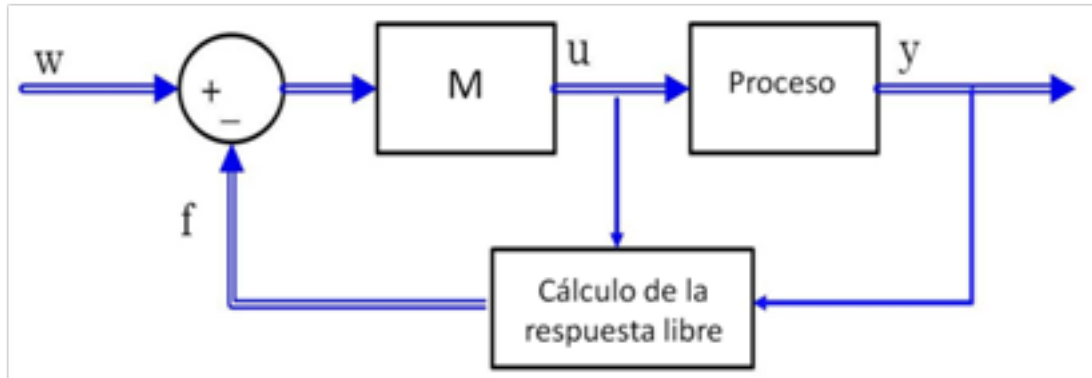 w
+
−
M
u
Proceso
y
f
Cálculo de la
respuesta libre